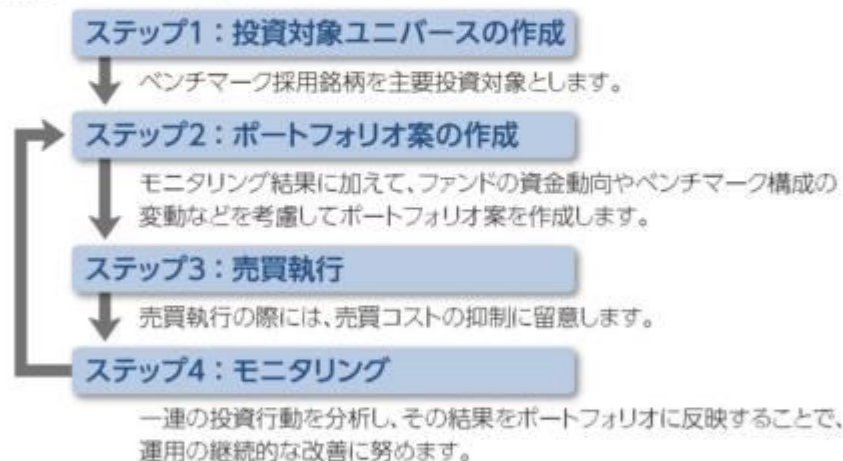 ステップ1：投資対象ユニバースの作成
ベンチマーク採用銘柄を主要投資対象とします。
ステップ2：ポートフォリオ案の作成
モニタリング結果に加えて、ファンドの資金動向やベンチマーク構成の
変動などを考慮してポートフォリオ案を作成します。
ステップ3：売買執行
売買執行の際には、売買コストの抑制に留意します。
ステップ4：モニタリング
一連の投資行動を分析し、その結果をポートフォリオに反映することで、
運用の継続的な改善に努めます。